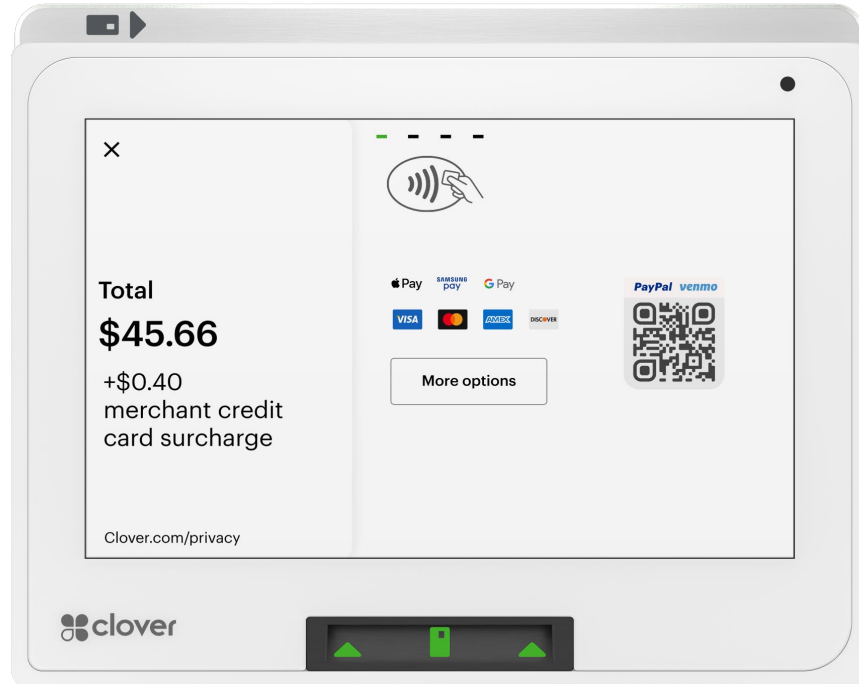 Total
$45.66
+$0.40
merchant credit
card surcharge
Clover.com/privacy
Pay SAMSUNG pay G Pay
VISA AMEX DISCOVER
More options
PayPal venmo
clover